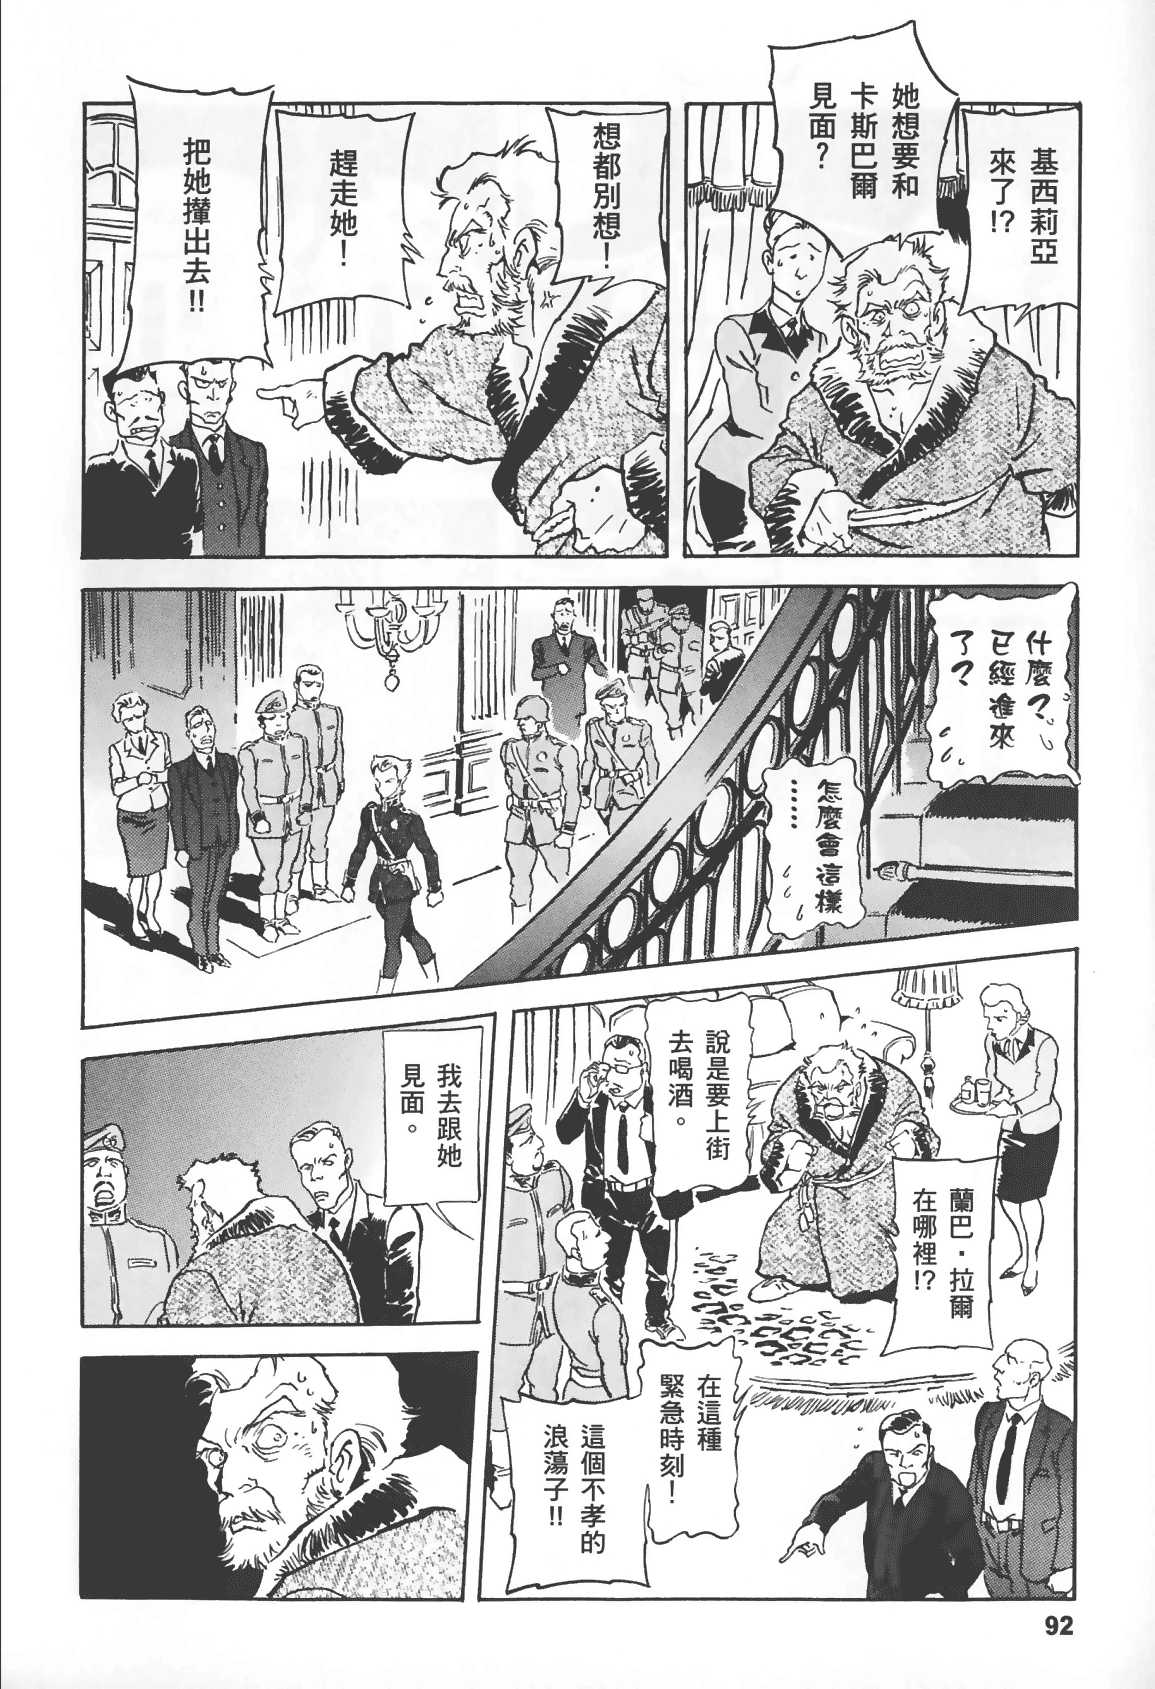 基西莉亞
來了!?
她想要和
卡斯巴爾
見面？
想都別想！
趕走她！
把她攆出去!!
什麼？
已經進來
了？
怎麼會這樣
……
蘭巴·拉爾
在哪裡!?
說是要上街
去喝酒。
在這種
緊急時刻！
這個不孝的
浪蕩子!!
我去跟她
見面。
92